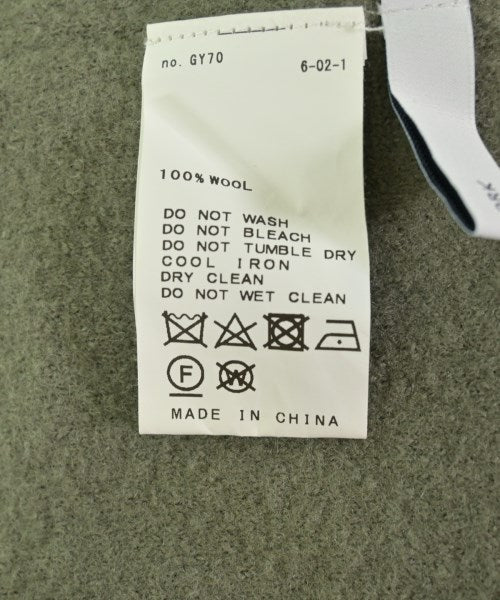 no. GY70 6-02-1
100% WOOL
DO NOT WASH
DO NOT BLEACH
DO NOT TUMBLE DRY
COOL IRON
DRY CLEAN
DO NOT WET CLEAN
F W
MADE IN CHINA